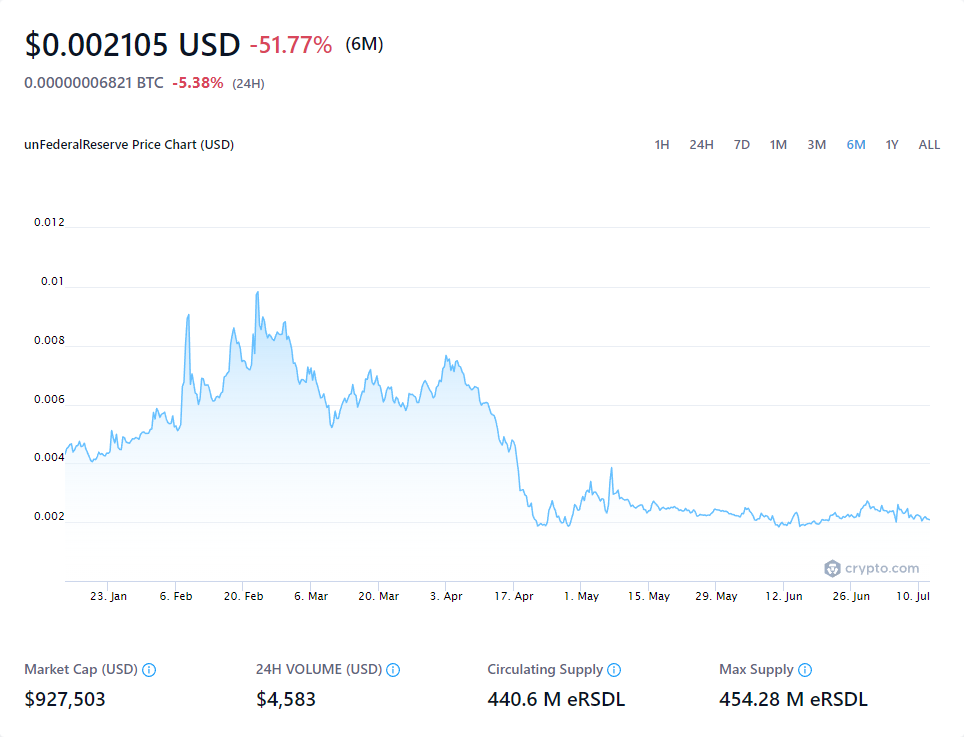 $0.002105 USD -51.77% (6M)
0.00000006821 BTC -5.38% (24H)
unFederalReserve Price Chart (USD) 1H 24H 7D 1M 3M 6M 1Y ALL
0.012
0.01
0.008
0.006
0.004
0.002
crypto.com
23. Jan 6. Feb 20. Feb 6. Mar 20. Mar 3. Apr 17. Apr 1. May 15. May 29. May 12. Jun 26. Jun 10. Jul
Market Cap (USD) 24H VOLUME (USD) Circulating Supply Max Supply
$927,503 $4,583 440.6 M eRSDL 454.28 M eRSDL